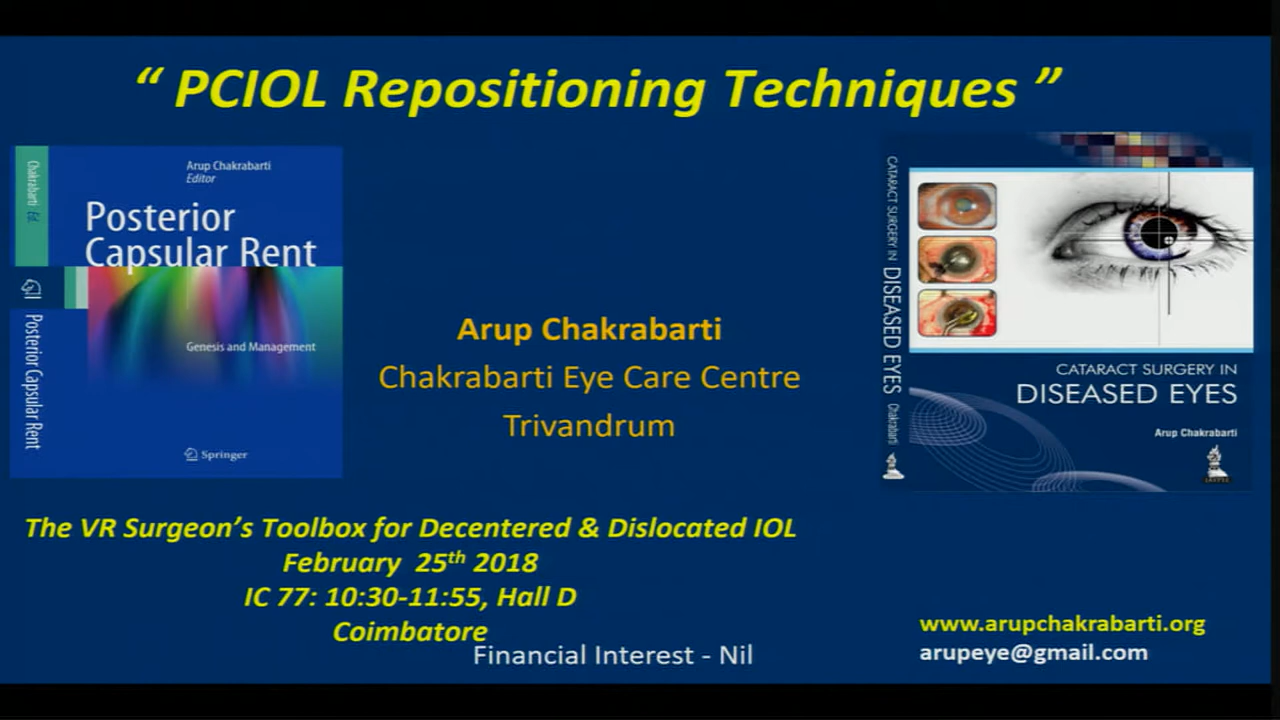 “ PCIOL Repositioning Techniques ”
Chakrabarti Ed.
Posterior Capsular Rent
Arup Chakrabarti
Editor
Posterior
Capsular Rent
Genesis and Management
Springer
Arup Chakrabarti
Chakrabarti Eye Care Centre
Trivandrum
CATARACT SURGERY IN DISEASED EYES
Chakrabarti
CATARACT SURGERY IN
DISEASED EYES
Arup Chakrabarti
The VR Surgeon’s Toolbox for Decentered & Dislocated IOL
February 25th 2018
IC 77: 10:30-11:55, Hall D
Coimbatore
Financial Interest - Nil
www.arupchakrabarti.org
arupeye@gmail.com